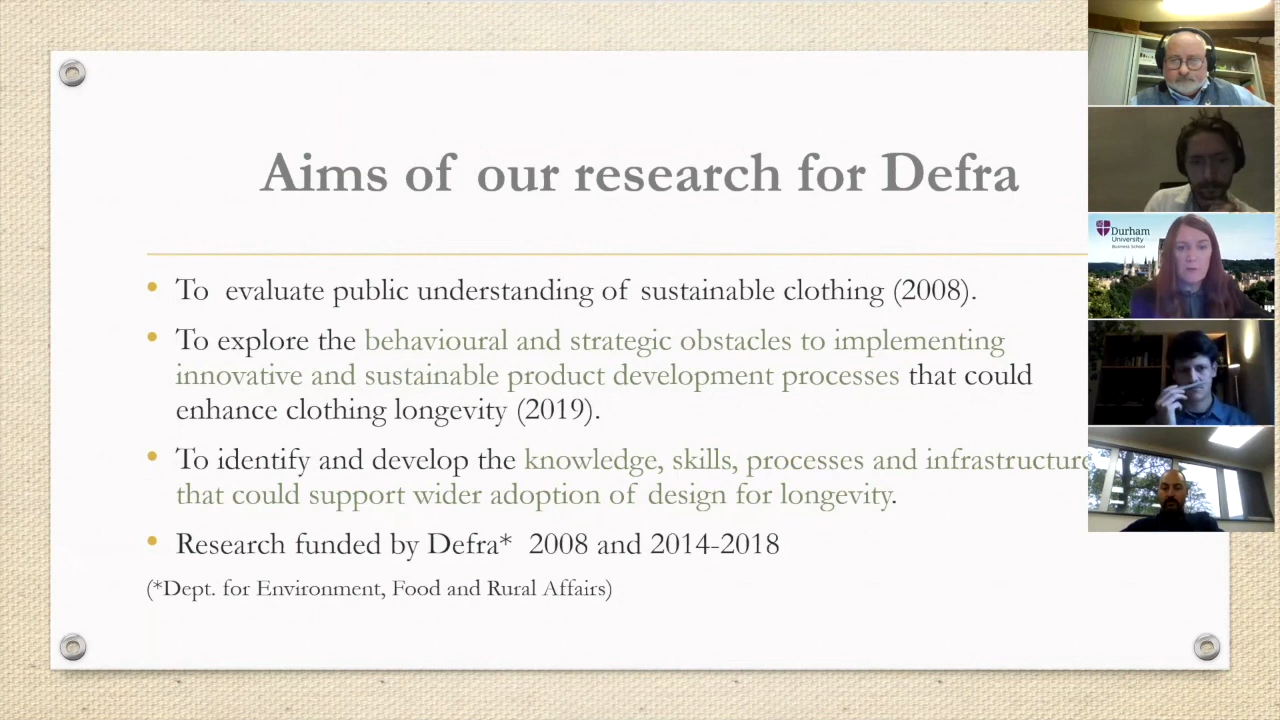 Aims of our research for Defra
• To evaluate public understanding of sustainable clothing (2008).
• To explore the behavioural and strategic obstacles to implementing
innovative and sustainable product development processes that could
enhance clothing longevity (2019).
• To identify and develop the knowledge, skills, processes and infrastructure
that could support wider adoption of design for longevity.
• Research funded by Defra* 2008 and 2014-2018
(*Dept. for Environment, Food and Rural Affairs)
Durham
University
Business School